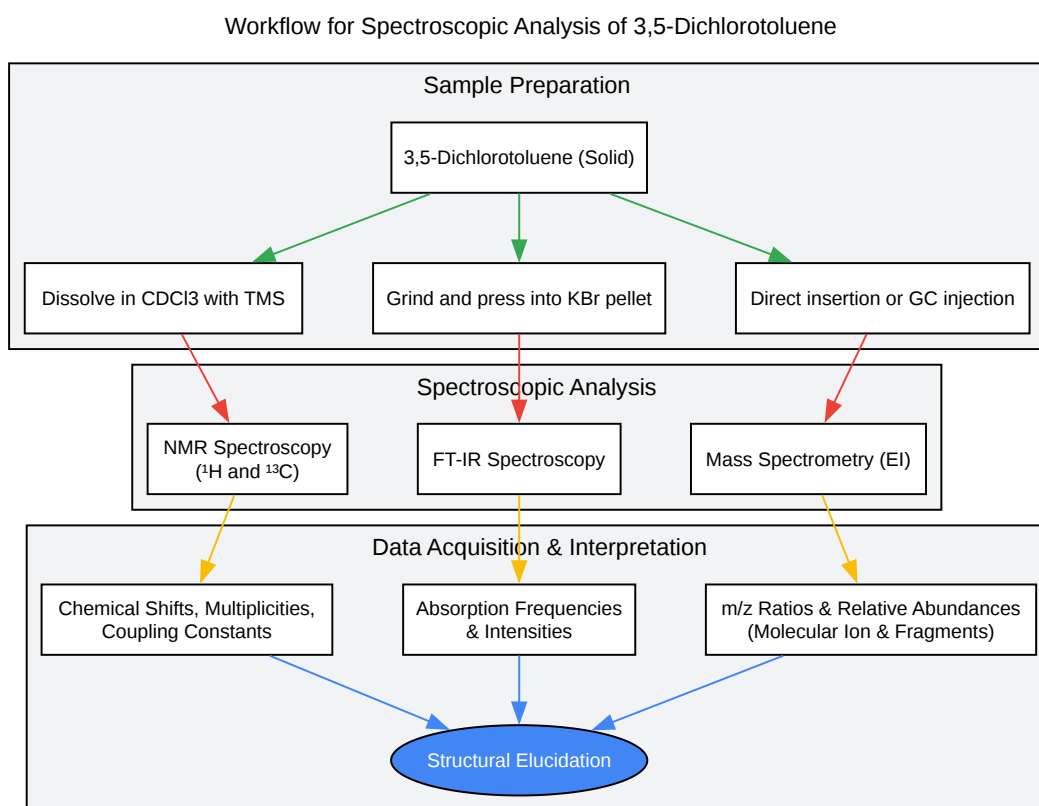 Workflow for Spectroscopic Analysis of 3,5-Dichlorotoluene
Sample Preparation
3,5-Dichlorotoluene (Solid)
Dissolve in CDCl3 with TMS
Grind and press into KBr pellet
Direct insertion or GC injection
Spectroscopic Analysis
NMR Spectroscopy
(¹H and ¹³C)
FT-IR Spectroscopy
Mass Spectrometry (EI)
Data Acquisition & Interpretation
Chemical Shifts, Multiplicities,
Coupling Constants
Absorption Frequencies
& Intensities
m/z Ratios & Relative Abundances
(Molecular Ion & Fragments)
Structural Elucidation